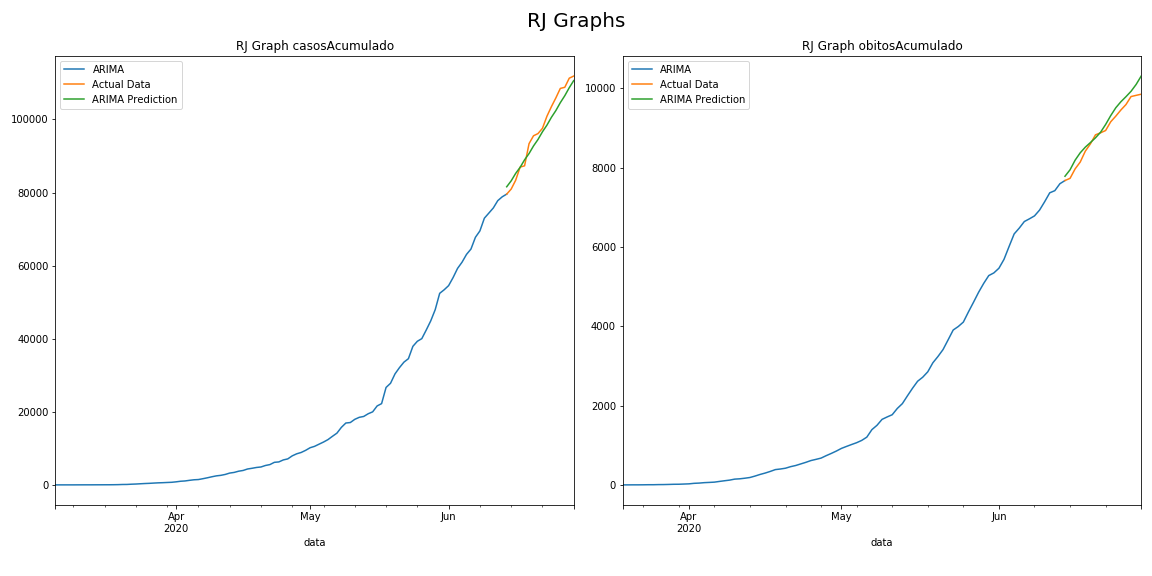 RJ Graphs
RJ Graph casosAcumulado
ARIMA
Actual Data
ARIMA Prediction
100000
80000
60000
40000
20000
0
Apr
2020
May
Jun
data
RJ Graph obitosAcumulado
ARIMA
Actual Data
ARIMA Prediction
10000
8000
6000
4000
2000
0
Apr
2020
May
Jun
data